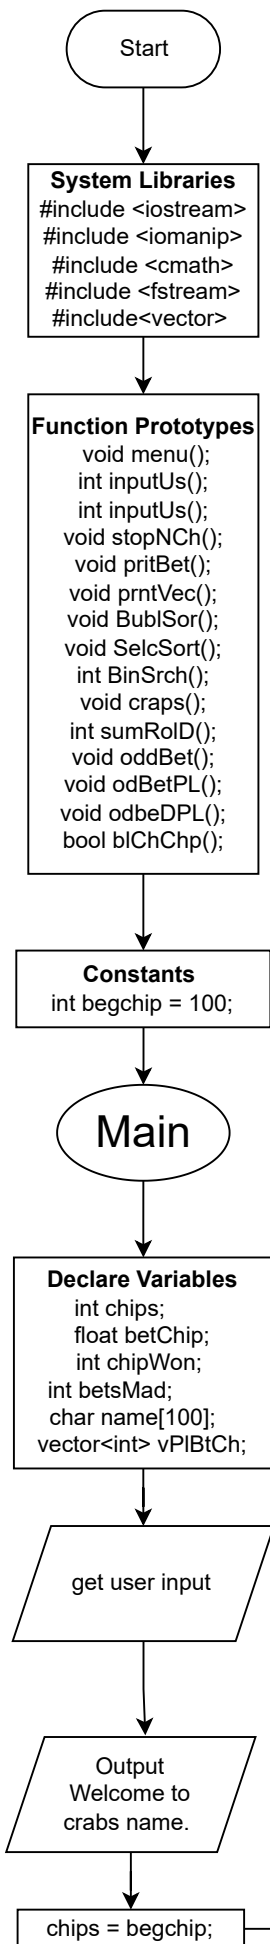 Start
System Libraries
#include <iostream>
#include <iomanip>
#include <cmath>
#include <fstream>
#include<vector>
Function Prototypes
void menu();
int inputUs();
int inputUs();
void stopNCh();
void pritBet();
void prntVec();
void BublSor();
void SelcSort();
int BinSrch();
void craps();
int sumRolD();
void oddBet();
void odBetPL();
void odbeDPL();
bool blChChp();
Constants
int begchip = 100;
Main
Declare Variables
int chips;
float betChip;
int chipWon;
int betsMad;
char name[100];
vector<int> vPlBtCh;
get user input
Output
Welcome to
crabs name.
chips = begchip;